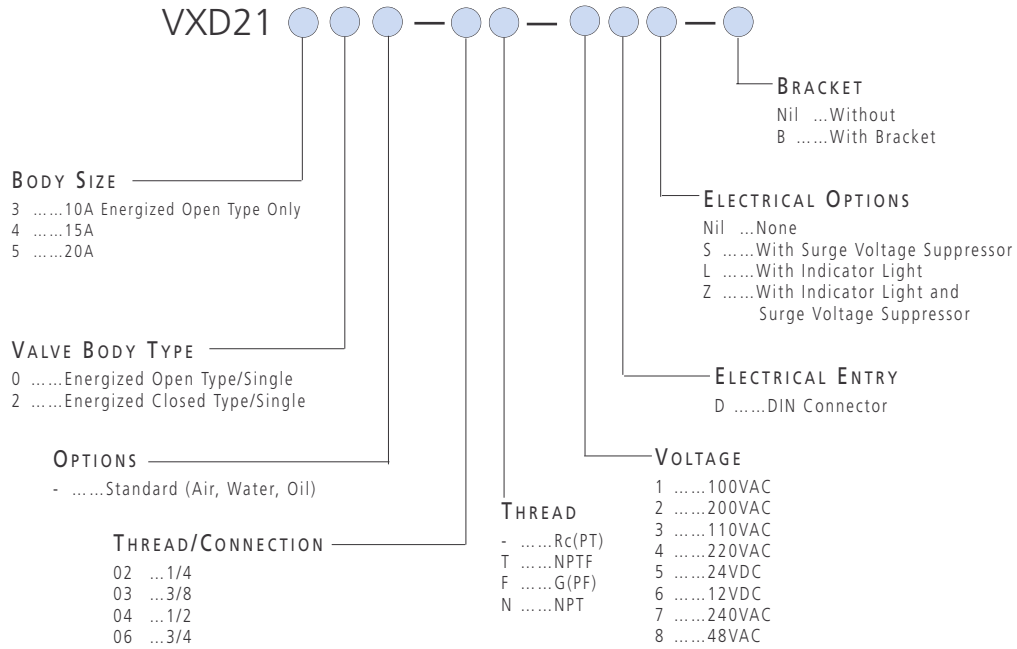 VXD21
BRACKET
Nil ...Without
B ......With Bracket
BODY SIZE
3 ......10A Energized Open Type Only
4 ......15A
5 ......20A
ELECTRICAL OPTIONS
Nil ...None
S ......With Surge Voltage Suppressor
L ......With Indicator Light
Z ......With Indicator Light and
Surge Voltage Suppressor
VALVE BODY TYPE
0 ......Energized Open Type/Single
2 ......Energized Closed Type/Single
ELECTRICAL ENTRY
D ......DIN Connector
OPTIONS
- ......Standard (Air, Water, Oil)
VOLTAGE
1 ......100VAC
2 ......200VAC
3 ......110VAC
4 ......220VAC
5 ......24VDC
6 ......12VDC
7 ......240VAC
8 ......48VAC
THREAD
- ......Rc(PT)
T ......NPTF
F ......G(PF)
N ......NPT
THREAD/CONNECTION
02 ...1/4
03 ...3/8
04 ...1/2
06 ...3/4